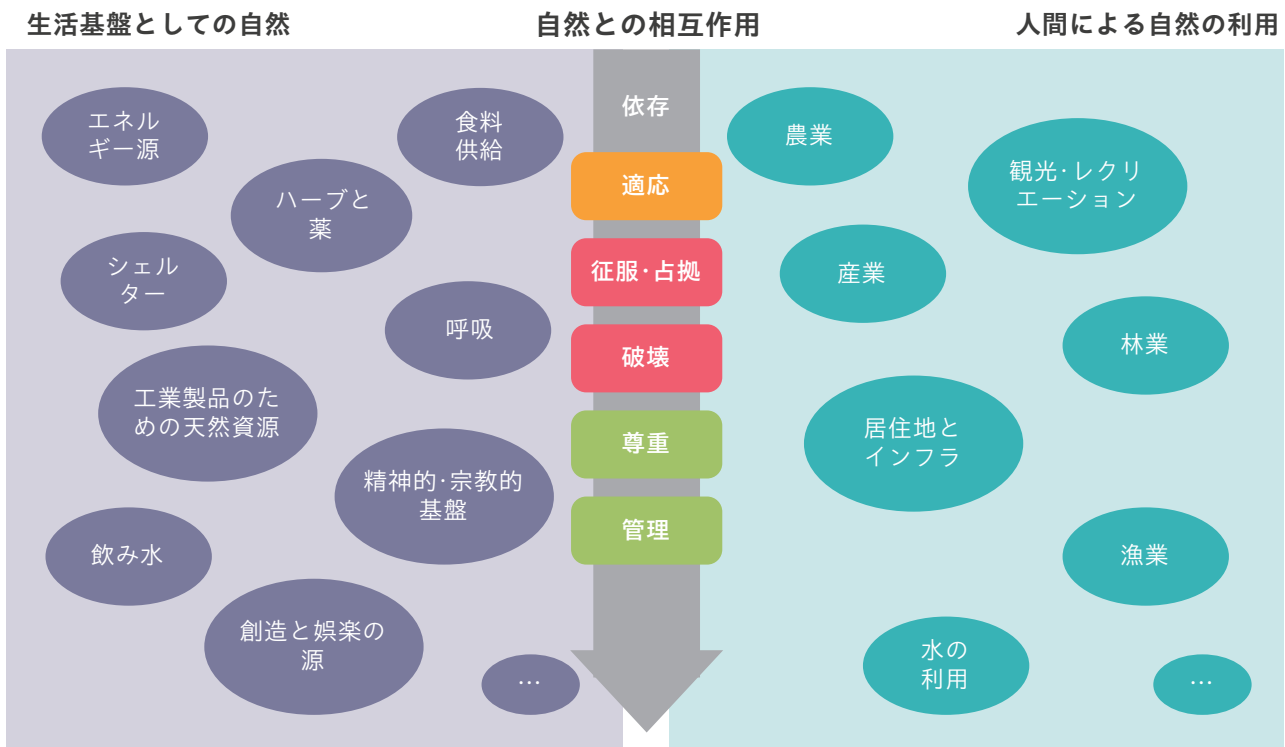 生活基盤としての自然
自然との相互作用
人間による自然の利用
エネル
ギー源
食料
供給
ハーブと
薬
シェル
ター
呼吸
工業製品のた
めの天然資源
精神的·宗教的
基盤
飲み水
創造と娯楽の
源
…
依存
適応
征服·占拠
破壊
尊重
管理
農業
観光·レクリ
エーション
産業
林業
居住地と
インフラ
漁業
水の
利用
…